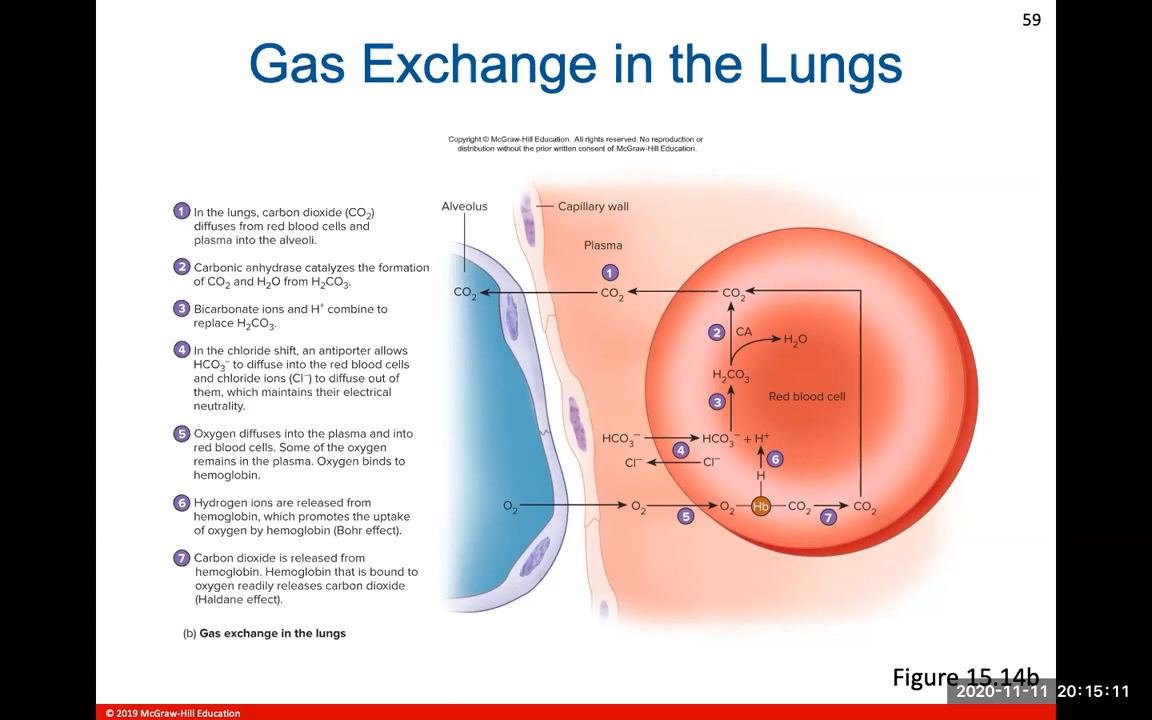 59
Gas Exchange in the Lungs
Copyright © McGraw-Hill Education. All rights reserved. No reproduction or
distribution without the prior written consent of McGraw-Hill Education.
1 In the lungs, carbon dioxide (CO₂)
diffuses from red blood cells and
plasma into the alveoli.
2 Carbonic anhydrase catalyzes the formation
of CO₂ and H₂O from H₂CO₃.
3 Bicarbonate ions and H⁺ combine to
replace H₂CO₃.
4 In the chloride shift, an antiporter allows
HCO₃⁻ to diffuse into the red blood cells
and chloride ions (Cl⁻) to diffuse out of
them, which maintains their electrical
neutrality.
5 Oxygen diffuses into the plasma and into
red blood cells. Some of the oxygen
remains in the plasma. Oxygen binds to
hemoglobin.
6 Hydrogen ions are released from
hemoglobin, which promotes the uptake
of oxygen by hemoglobin (Bohr effect).
7 Carbon dioxide is released from
hemoglobin. Hemoglobin that is bound to
oxygen readily releases carbon dioxide
(Haldane effect).
(b) Gas exchange in the lungs
Alveolus
Capillary wall
Plasma
1
CO₂ CO₂ CO₂
2 CA
H₂O
H₂CO₃
3
Red blood cell
HCO₃⁻ HCO₃⁻ + H⁺
4
Cl⁻ Cl⁻
6
H
O₂ O₂ O₂ Hb CO₂ CO₂
5 7
Figure 15.14b
2020-11-11 20:15:11
© 2019 McGraw-Hill Education